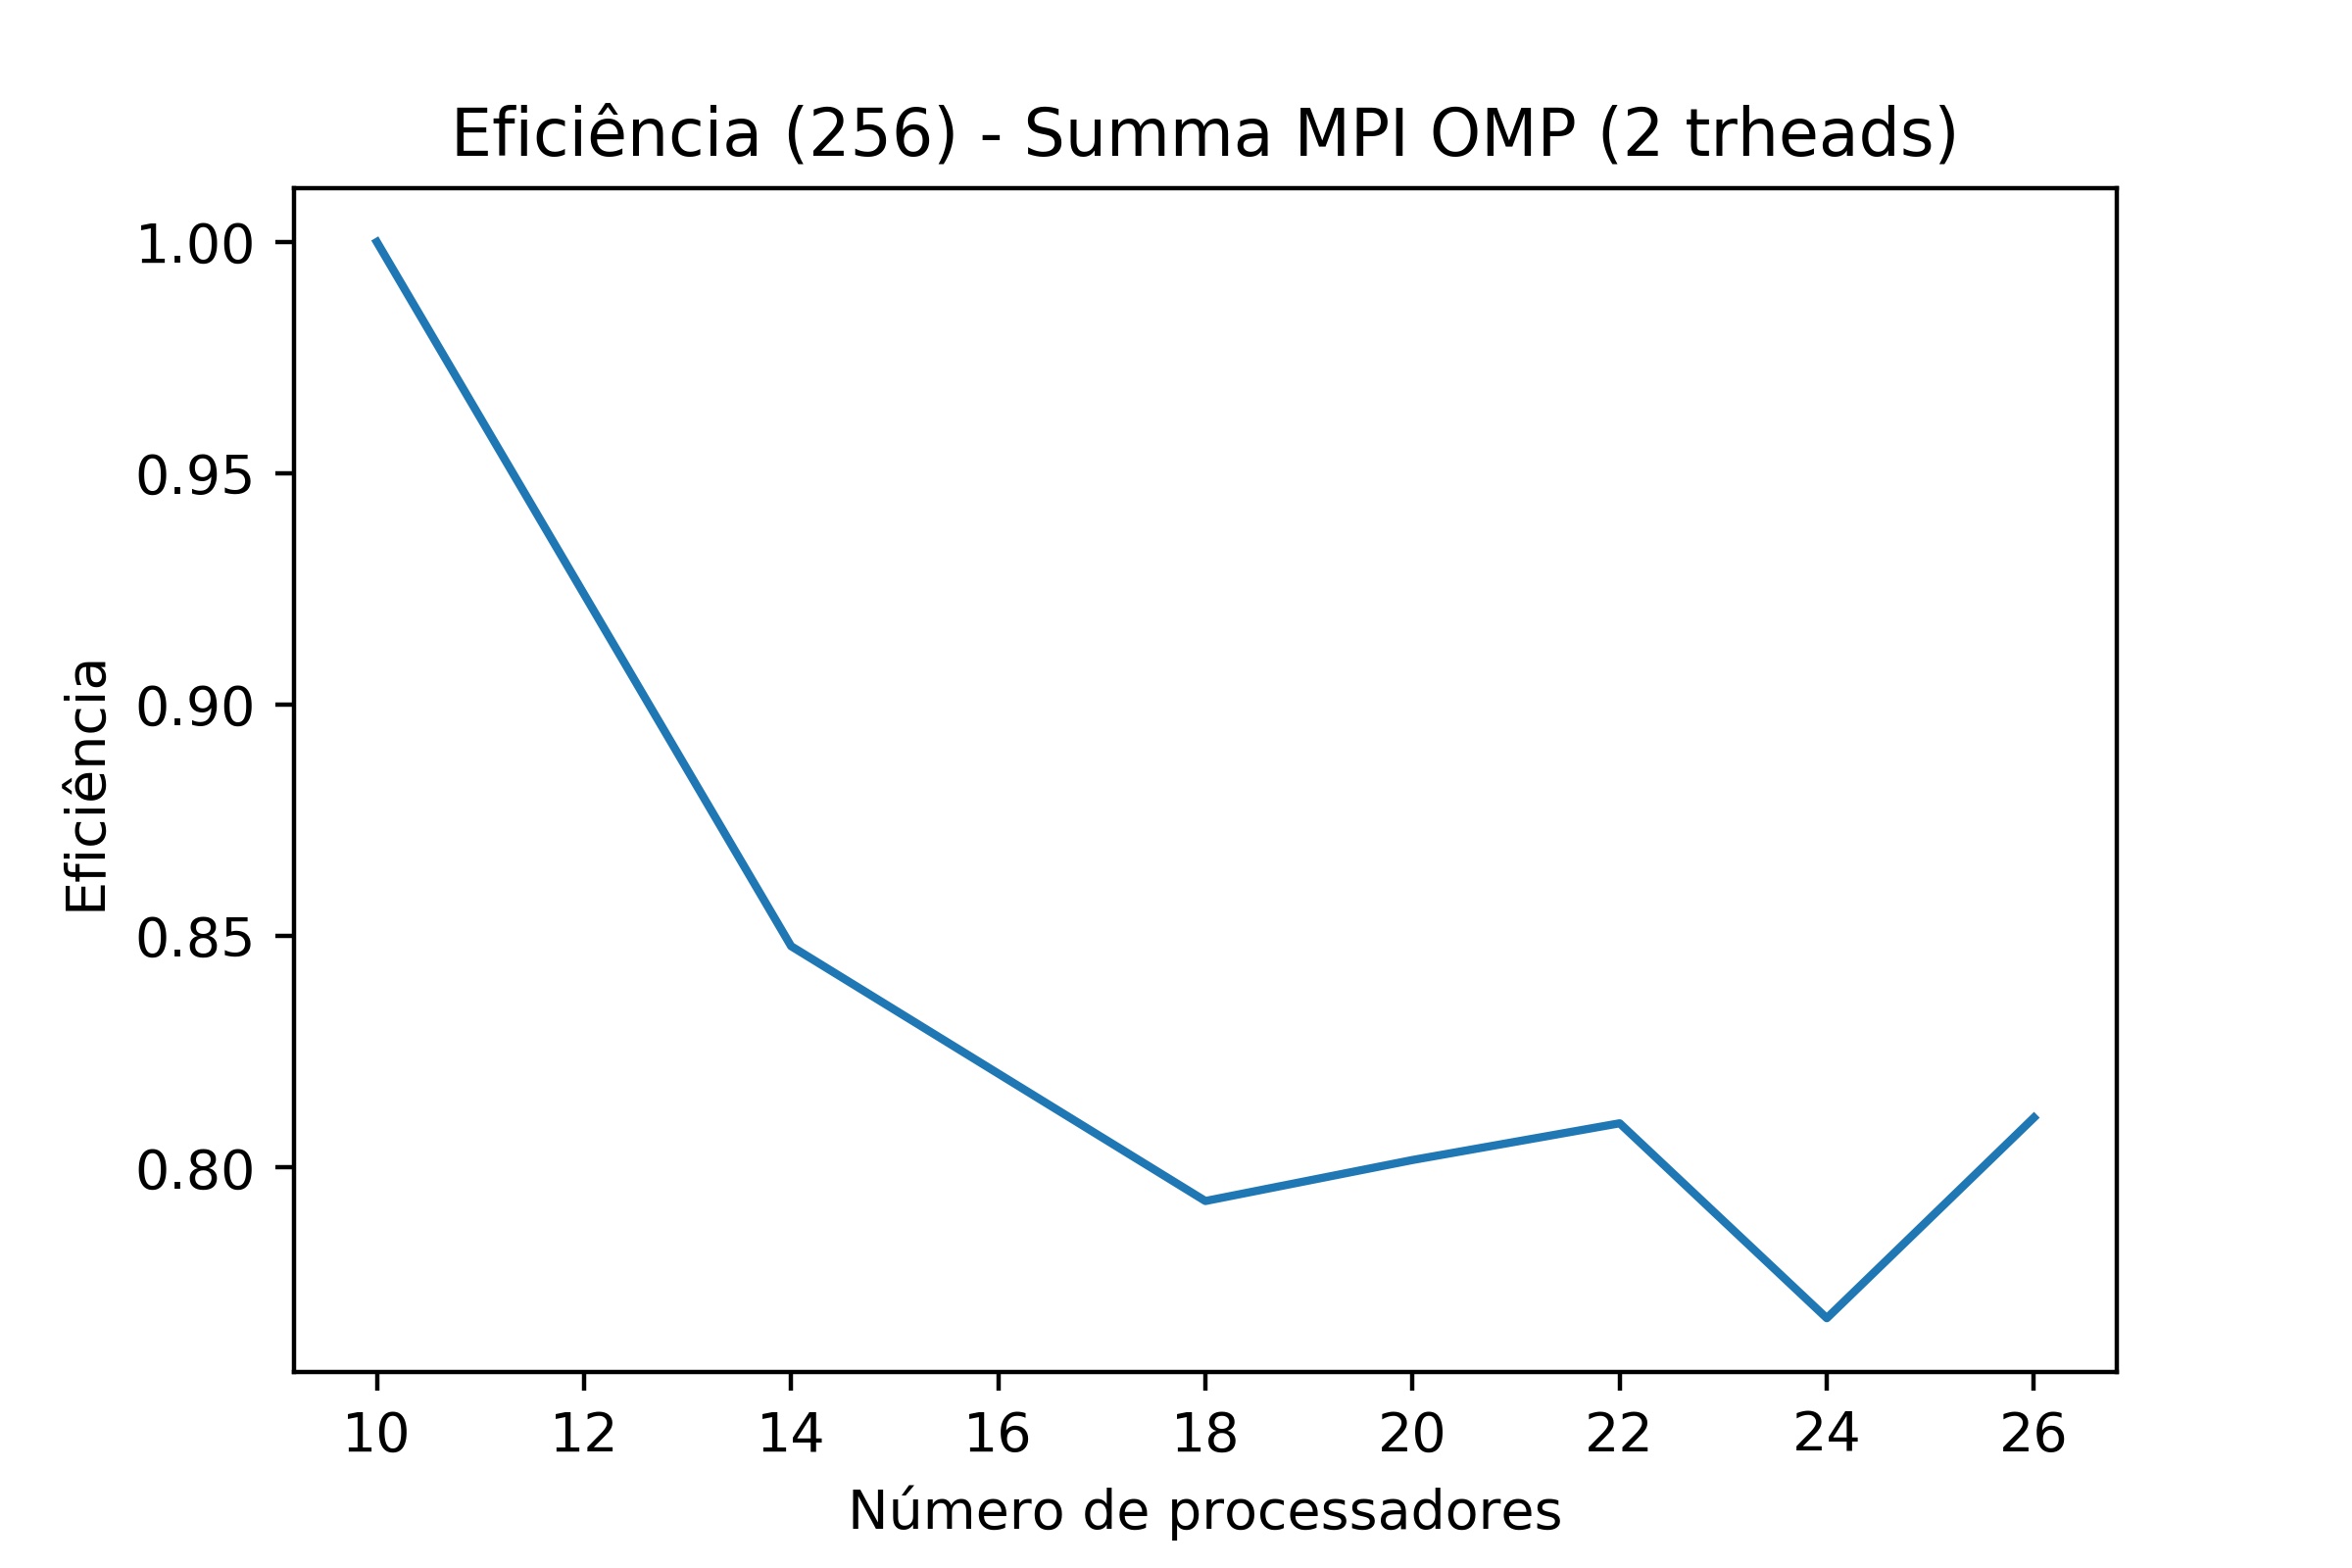 Eficiência (256) - Summa MPI OMP (2 trheads)
1.00
0.95
0.90
0.85
0.80
Eficiência
10 12 14 16 18 20 22 24 26
Número de processadores